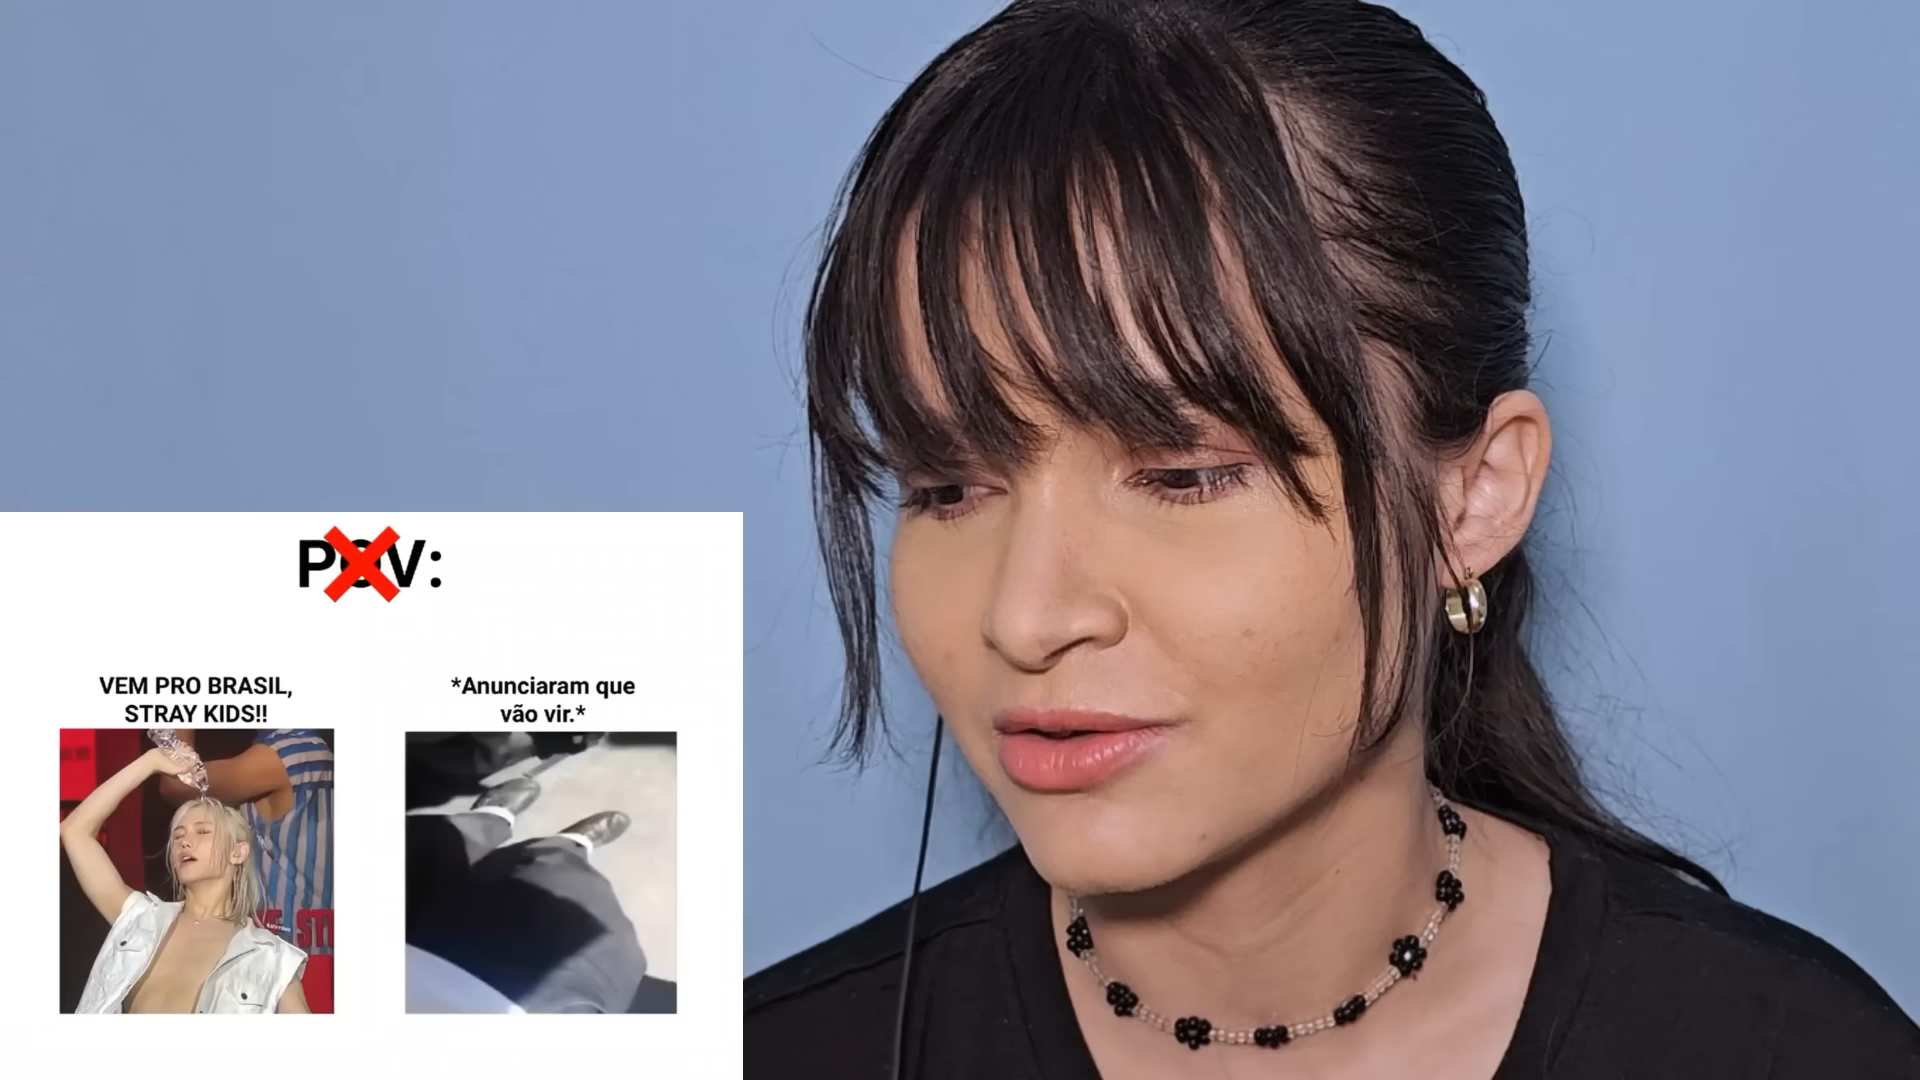 POV:
VEM PRO BRASIL,
STRAY KIDS!!
*Anunciaram que
vão vir.*